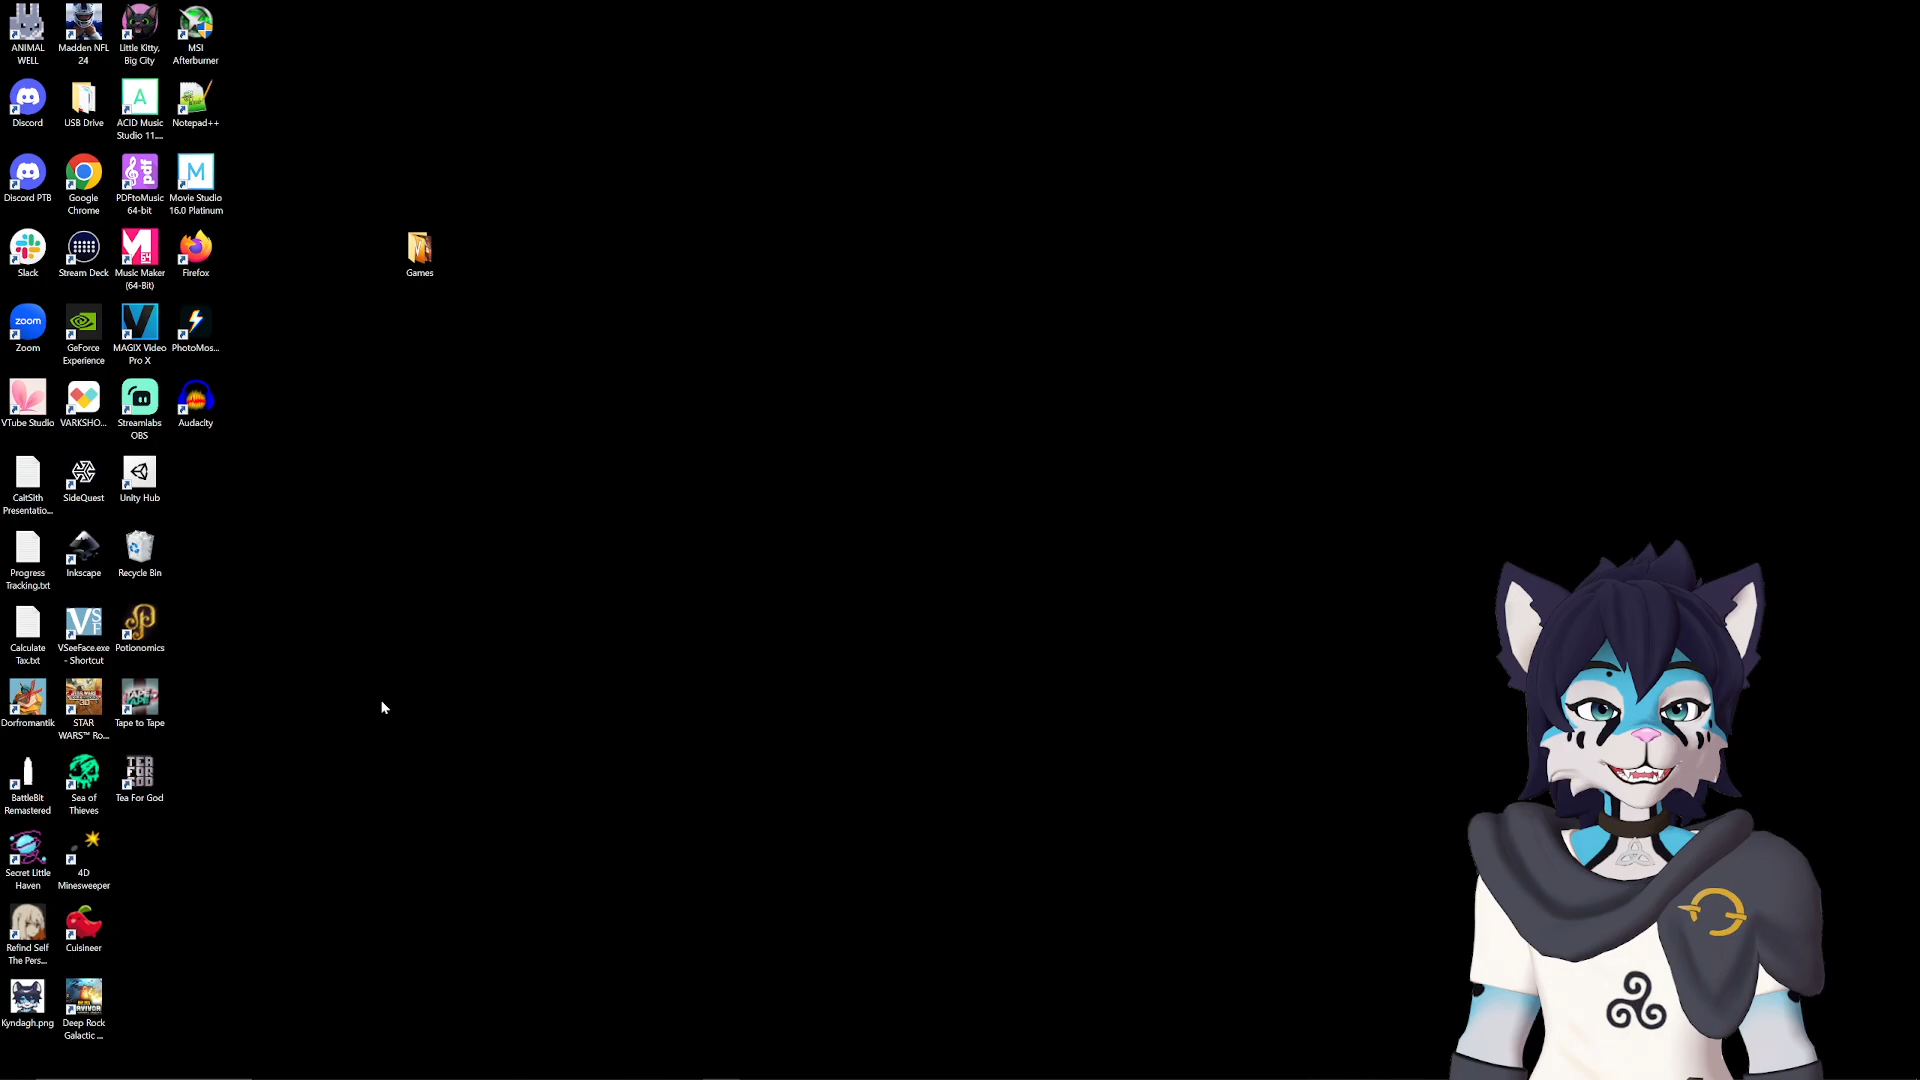 ANIMAL
WELL
Madden NFL
24
Little Kitty,
Big City
MSI
Afterburner
Discord
USB Drive
A
ACID Music
Studio 11....
Notepad++
Discord PTB
Google
Chrome
pdf
PDFtoMusic
64-bit
M
Movie Studio
16.0 Platinum
Slack
Stream Deck
64
Music Maker
(64-Bit)
Firefox
Games
zoom
Zoom
GeForce
Experience
V
MAGIX Video
Pro X
PhotoMos...
VTube Studio
VARKSHO...
Streamlabs
OBS
Audacity
CaitSith
Presentatio...
SideQuest
Unity Hub
Progress
Tracking.txt
Inkscape
Recycle Bin
Calculate
Tax.txt
VSF
VSeeFace.exe
- Shortcut
Potionomics
Dorfromantik
STAR
WARS™ Ro...
TAPE
TAPE
Tape to Tape
BattleBit
Remastered
Sea of
Thieves
TEA
FOR
GOD
Tea For God
Secret Little
Haven
4D
Minesweeper
Refind Self
The Pers...
Cuisineer
Kyndagh.png
Deep Rock
Galactic ...